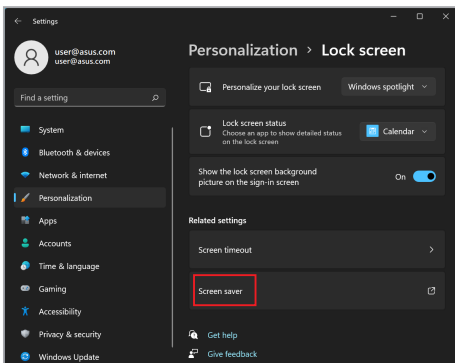 Settings
user@asus.com
user@asus.com
Find a setting
System
Bluetooth & devices
Network & internet
Personalization
Apps
Accounts
Time & language
Gaming
Accessibility
Privacy & security
Windows Update
Personalization > Lock screen
Personalize your lock screen
Windows spotlight
Lock screen status
Choose an app to show detailed status
on the lock screen
Calendar
Show the lock screen background
picture on the sign-in screen
On
Related settings
Screen timeout
Screen saver
Get help
Give feedback